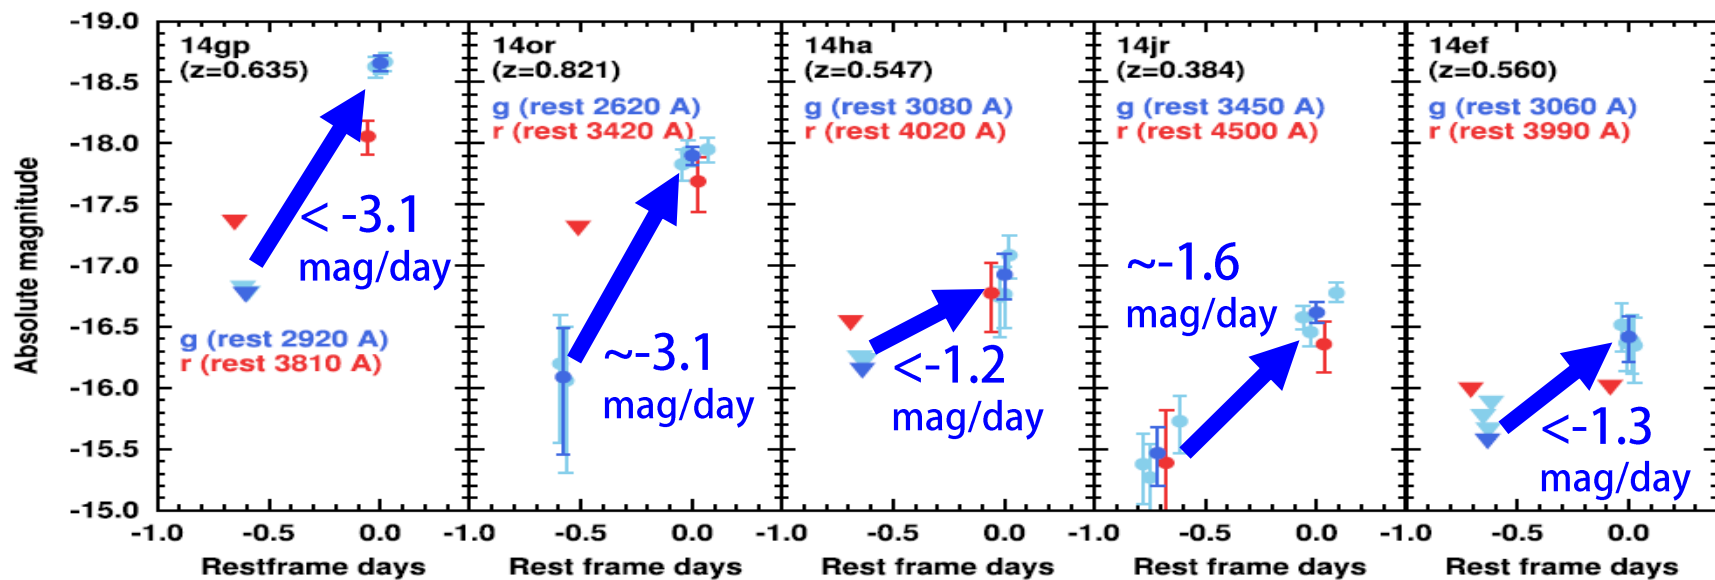 Absolute magnitude
-19.0
-18.5
-18.0
-17.5
-17.0
-16.5
-16.0
-15.5
-15.0
14gp
(z=0.635)
< -3.1
mag/day
g (rest 2920 A)
r (rest 3810 A)
-1.0 -0.5 0.0
Restframe days
14or
(z=0.821)
g (rest 2620 A)
r (rest 3420 A)
~-3.1
mag/day
-1.0 -0.5 0.0
Rest frame days
14ha
(z=0.547)
g (rest 3080 A)
r (rest 4020 A)
<-1.2
mag/day
-1.0 -0.5 0.0
Rest frame days
14jr
(z=0.384)
g (rest 3450 A)
r (rest 4500 A)
~-1.6
mag/day
-1.0 -0.5 0.0
Rest frame days
14ef
(z=0.560)
g (rest 3060 A)
r (rest 3990 A)
<-1.3
mag/day
-1.0 -0.5 0.0
Rest frame days